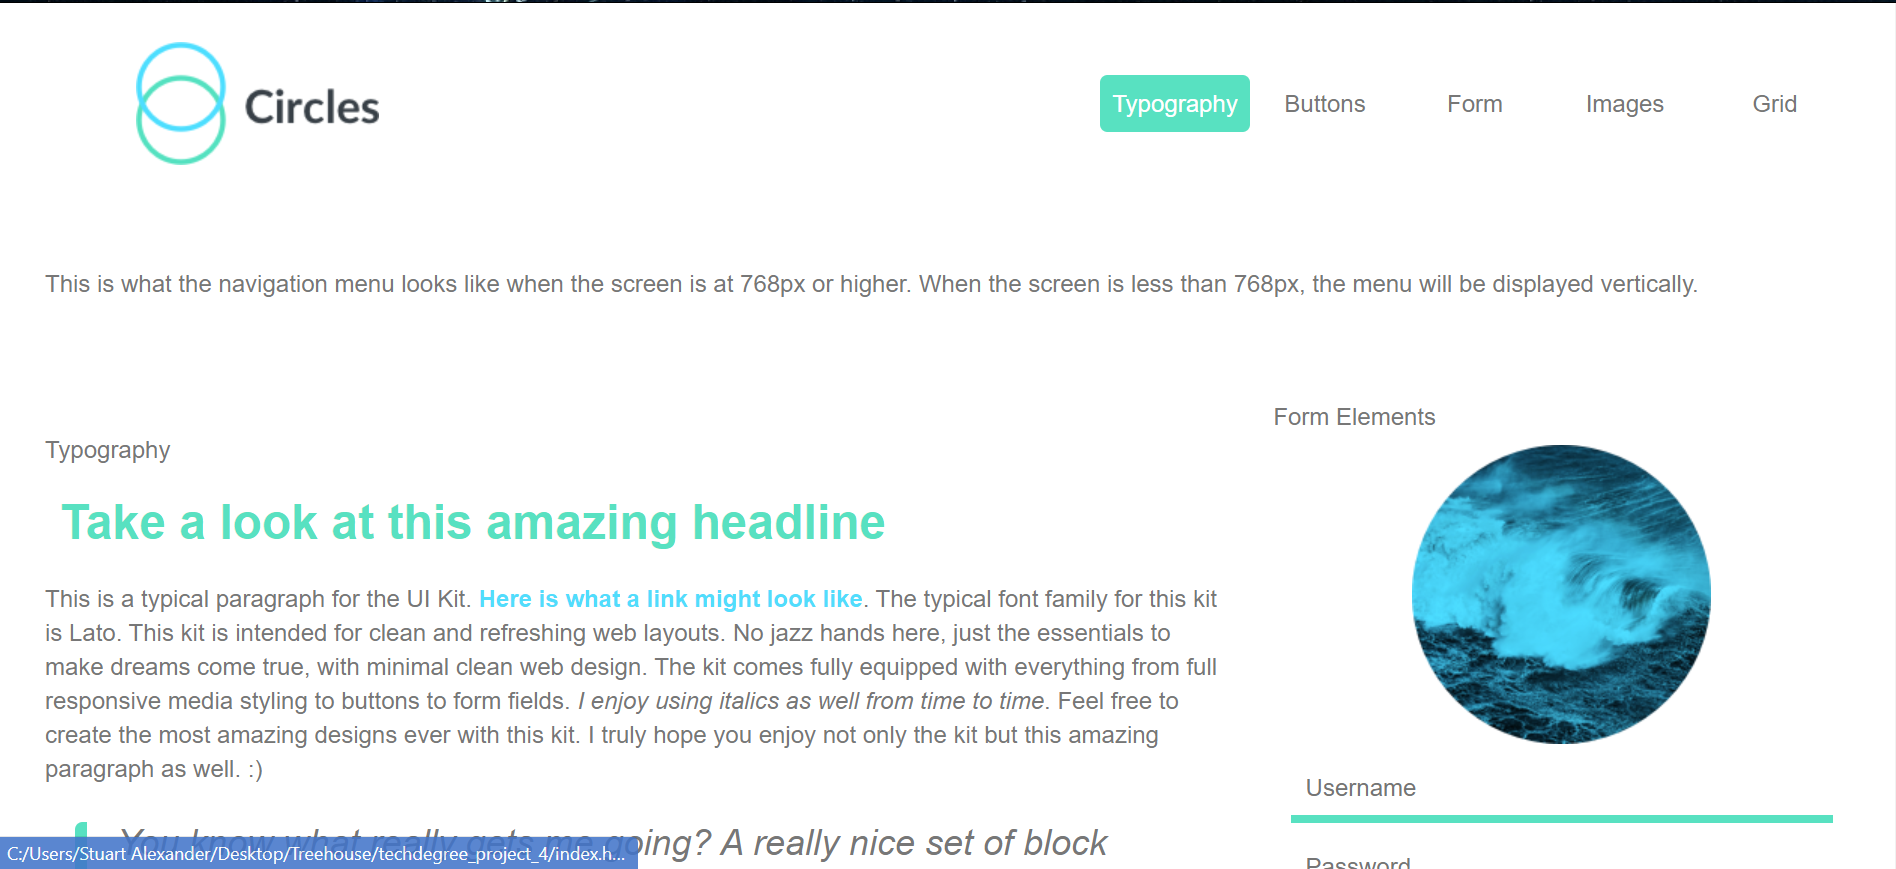 Circles
Typography Buttons Form Images Grid
This is what the navigation menu looks like when the screen is at 768px or higher. When the screen is less than 768px, the menu will be displayed vertically.
Typography
Take a look at this amazing headline
This is a typical paragraph for the UI Kit. Here is what a link might look like. The typical font family for this kit
is Lato. This kit is intended for clean and refreshing web layouts. No jazz hands here, just the essentials to
make dreams come true, with minimal clean web design. The kit comes fully equipped with everything from full
responsive media styling to buttons to form fields. I enjoy using italics as well from time to time. Feel free to
create the most amazing designs ever with this kit. I truly hope you enjoy not only the kit but this amazing
paragraph as well. :)
You know what really gets me going? A really nice set of block
Form Elements
Username
Password
C:/Users/Stuart Alexander/Desktop/Treehouse/techdegree_project_4/index.h...